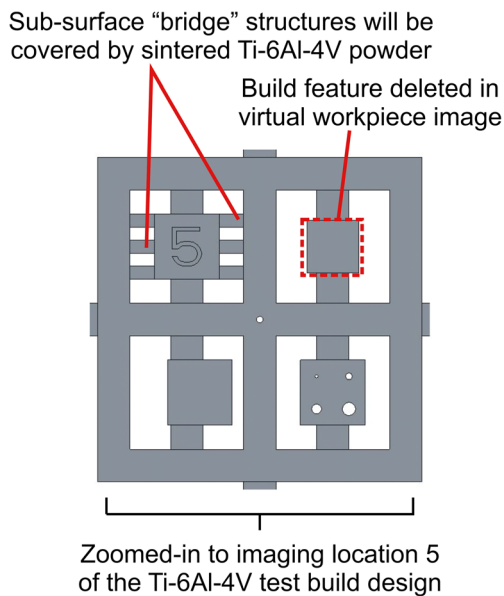 Sub-surface “bridge” structures will be
covered by sintered Ti-6Al-4V powder
Build feature deleted in
virtual workpiece image
5
Zoomed-in to imaging location 5
of the Ti-6Al-4V test build design